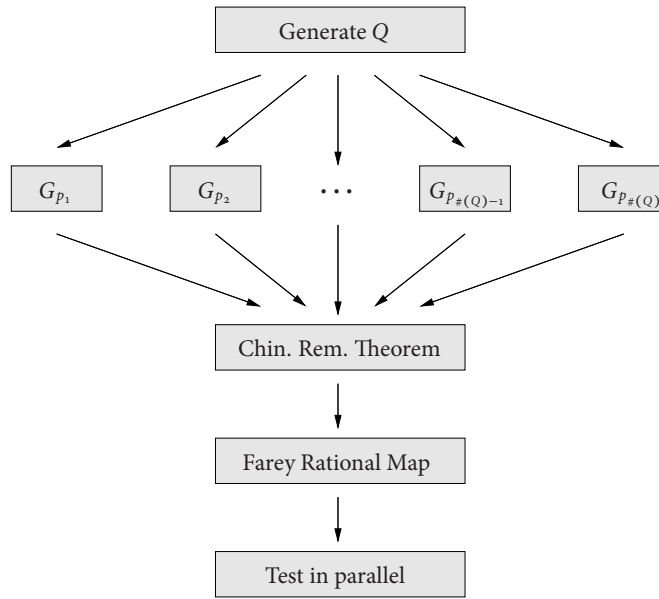 Generate Q
G_{p_1} G_{p_2} ... G_{p_{#(Q)-1}} G_{p_{#(Q)}}
Chin. Rem. Theorem
Farey Rational Map
Test in parallel